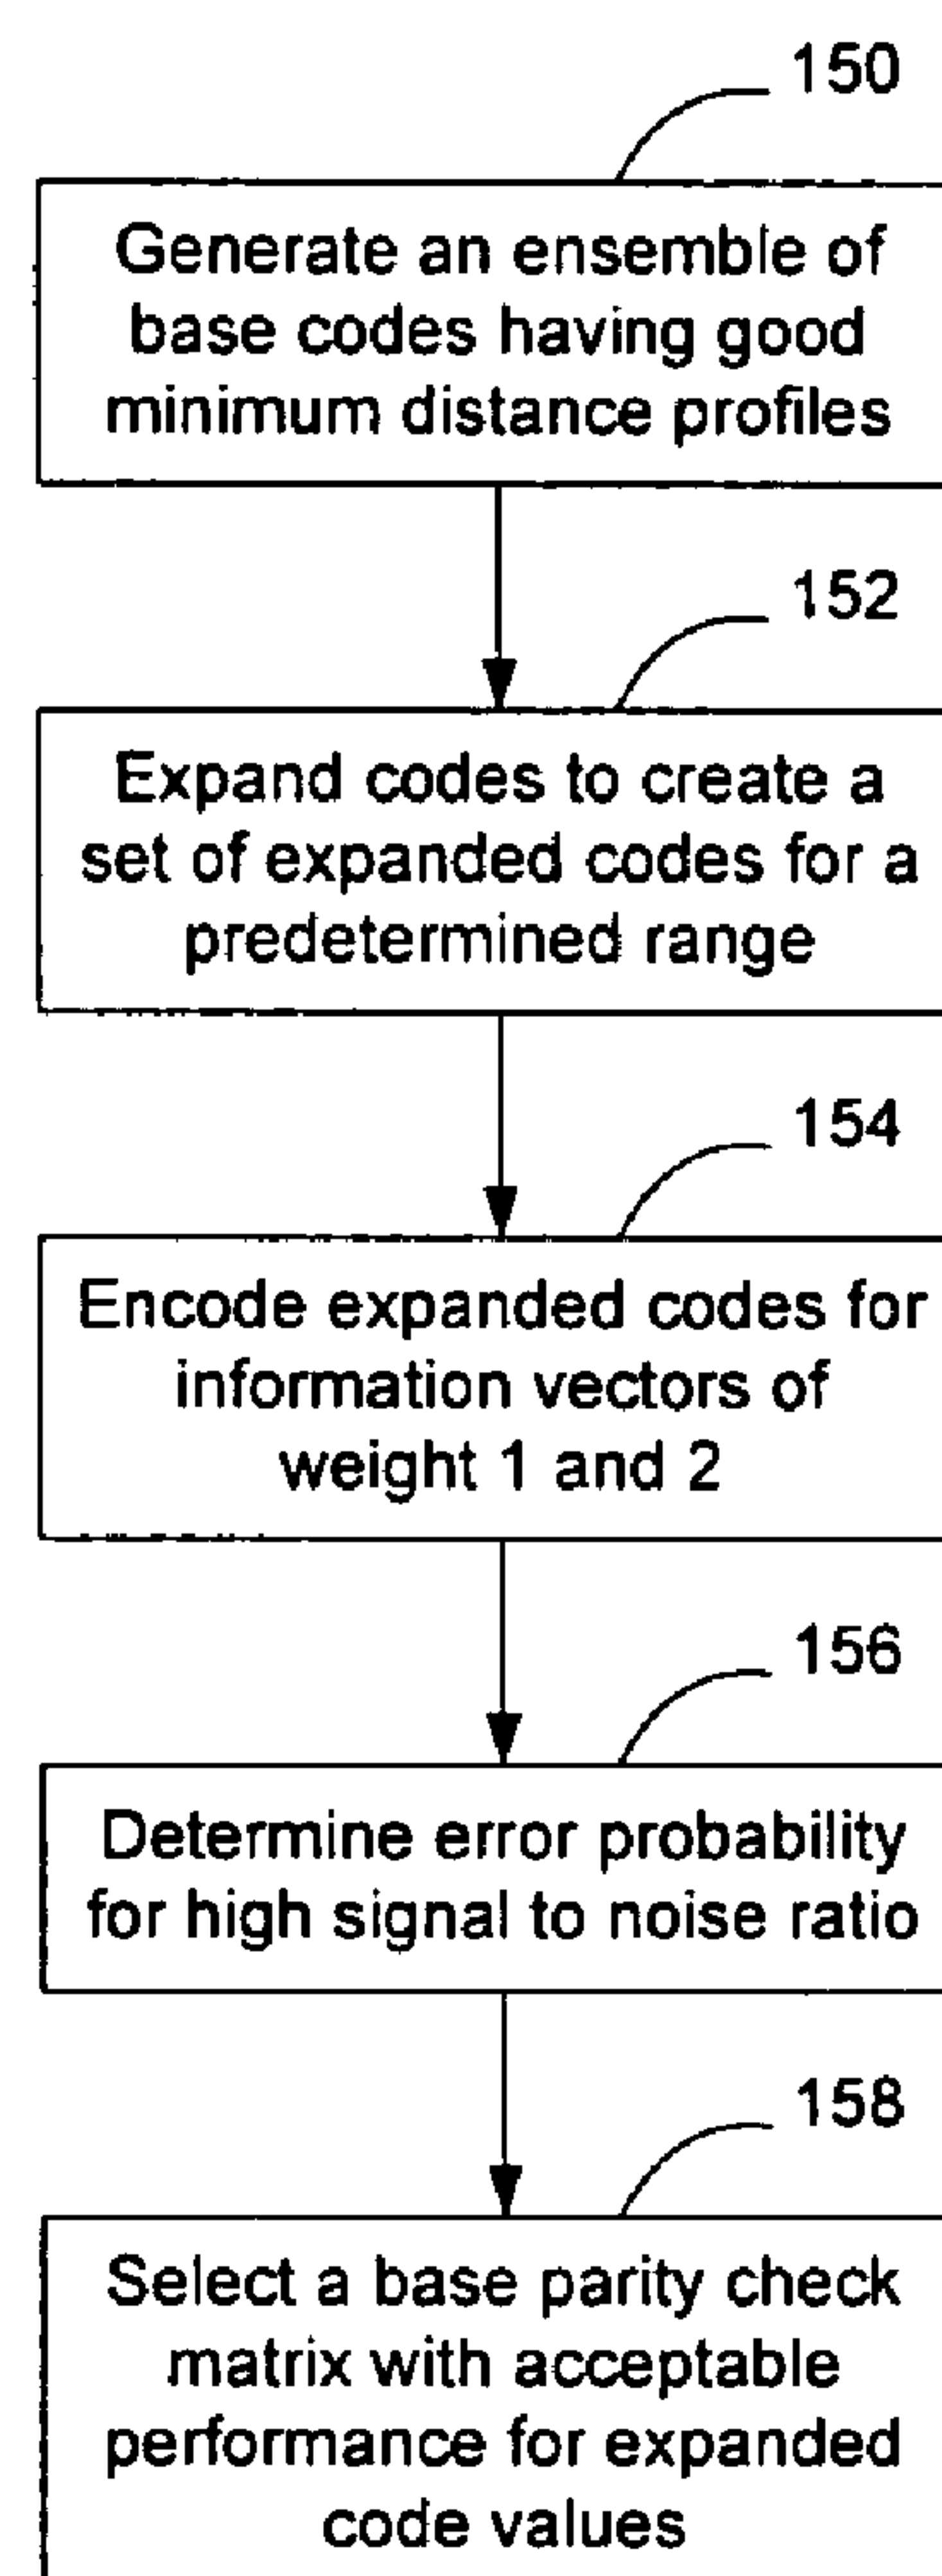 150
Generate an ensemble of
base codes having good
minimum distance profiles
152
Expand codes to create a
set of expanded codes for a
predetermined range
154
Encode expanded codes for
information vectors of
weight 1 and 2
156
Determine error probability
for high signal to noise ratio
158
Select a base parity check
matrix with acceptable
performance for expanded
code values